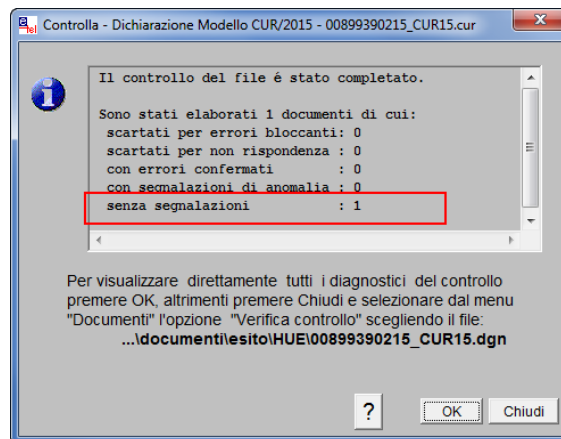 Controlla - Dichiarazione Modello CUR/2015 - 00899390215_CUR15.cur
Il controllo del file é stato completato.
Sono stati elaborati 1 documenti di cui:
scartati per errori bloccanti: 0
scartati per non rispondenza : 0
con errori confermati : 0
con segnalazioni di anomalia : 0
senza segnalazioni : 1
Per visualizzare direttamente tutti i diagnostici del controllo
premere OK, altrimenti premere Chiudi e selezionare dal menu
"Documenti" l'opzione "Verifica controllo" scegliendo il file:
...\documenti\esito\HUE\00899390215_CUR15.dgn
? OK Chiudi